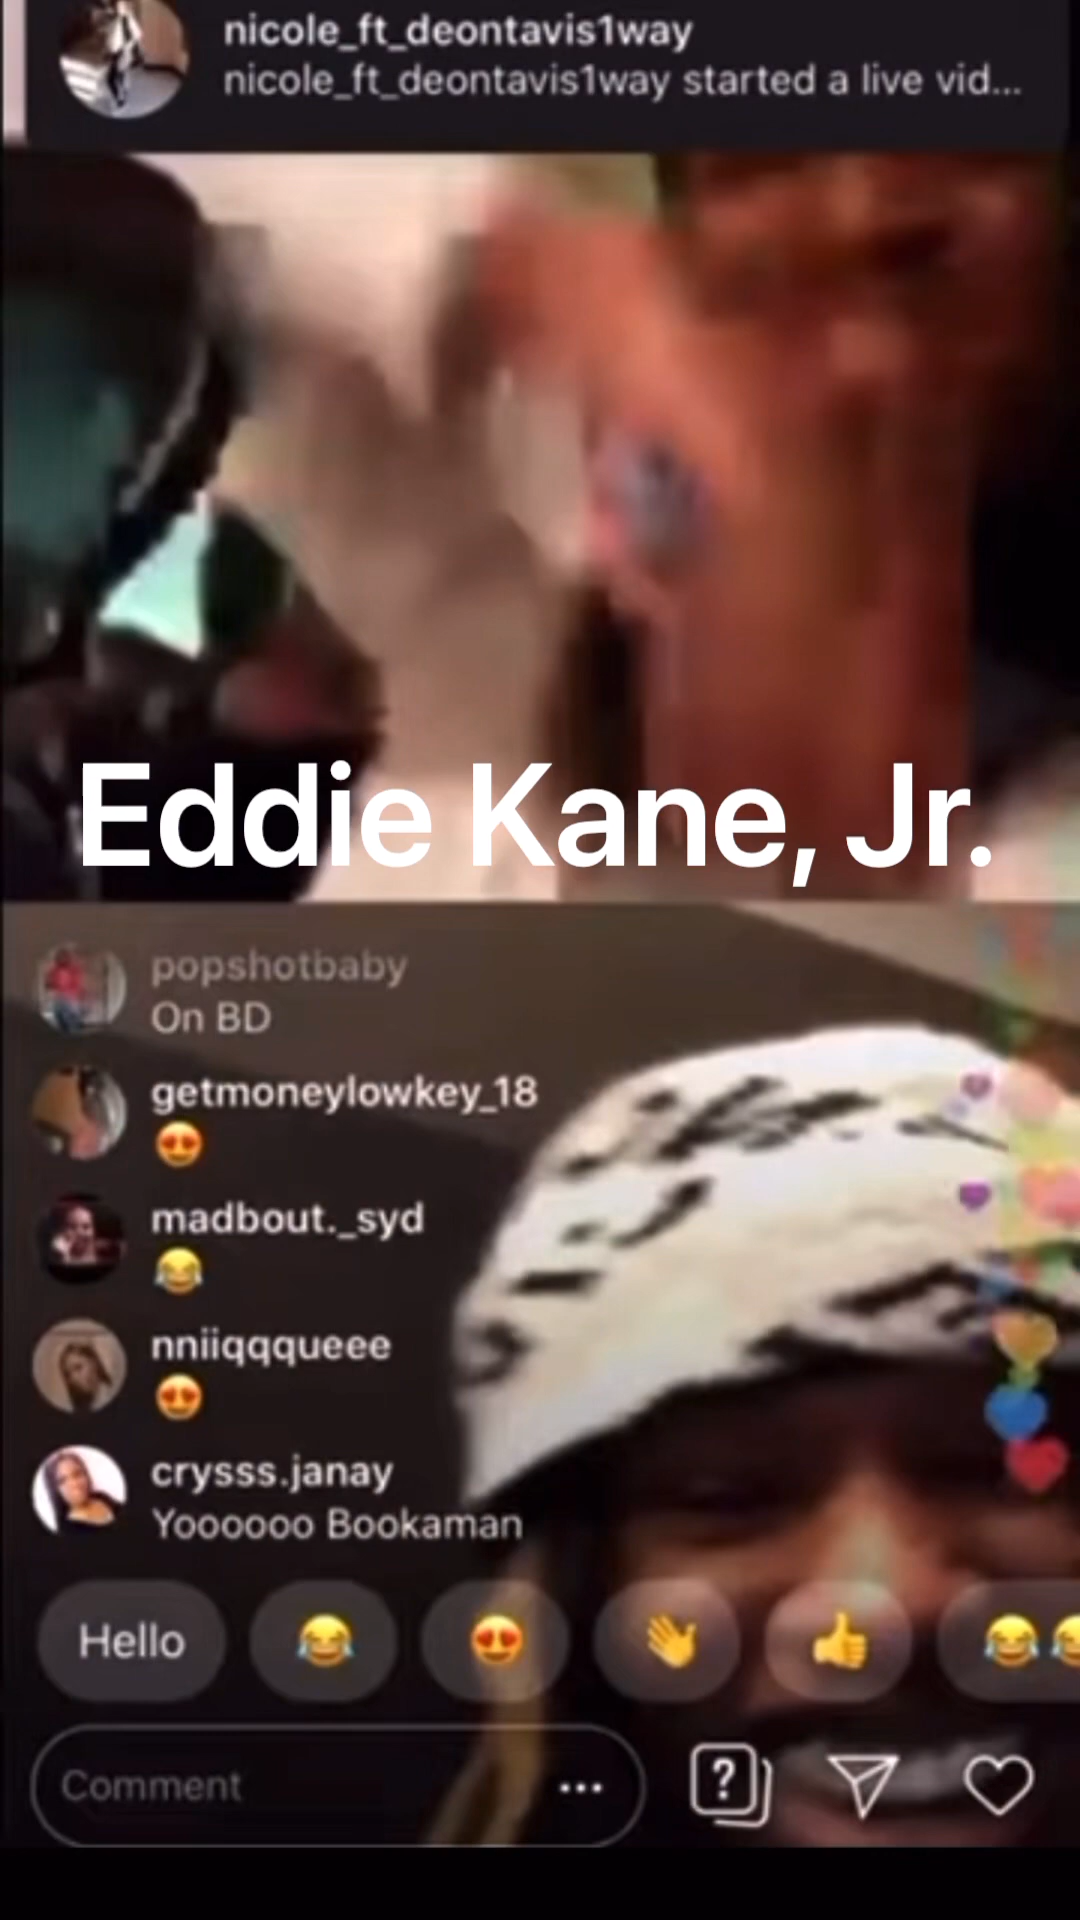 nicole_ft_deontavis1way
nicole_ft_deontavis1way started a live vid...
Eddie Kane, Jr.
popshotbaby
On BD
getmoneylowkey_18
😍
madbout._syd
😂
nniiqqqueee
😍
crysss.janay
Yoooooo Bookaman
Hello 😂 😍 👋 👍 😂😂
Comment ... ?